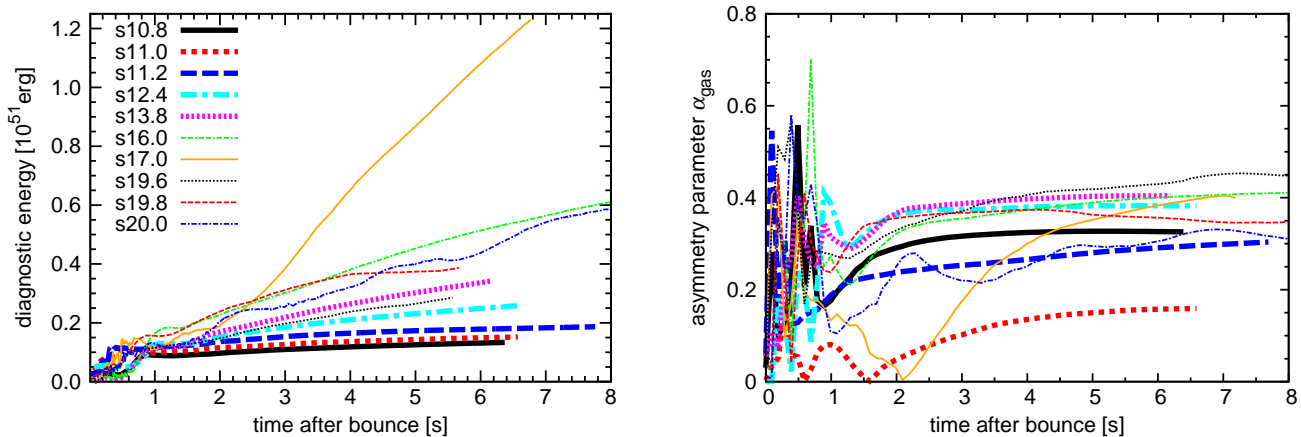 diagnostic energy [10^51 erg]
1.2
1.0
0.8
0.6
0.4
0.2
0.0
s10.8
s11.0
s11.2
s12.4
s13.8
s16.0
s17.0
s19.6
s19.8
s20.0
1 2 3 4 5 6 7 8
time after bounce [s]
asymmetry parameter α_gas
0.8
0.6
0.4
0.2
0
0 1 2 3 4 5 6 7 8
time after bounce [s]